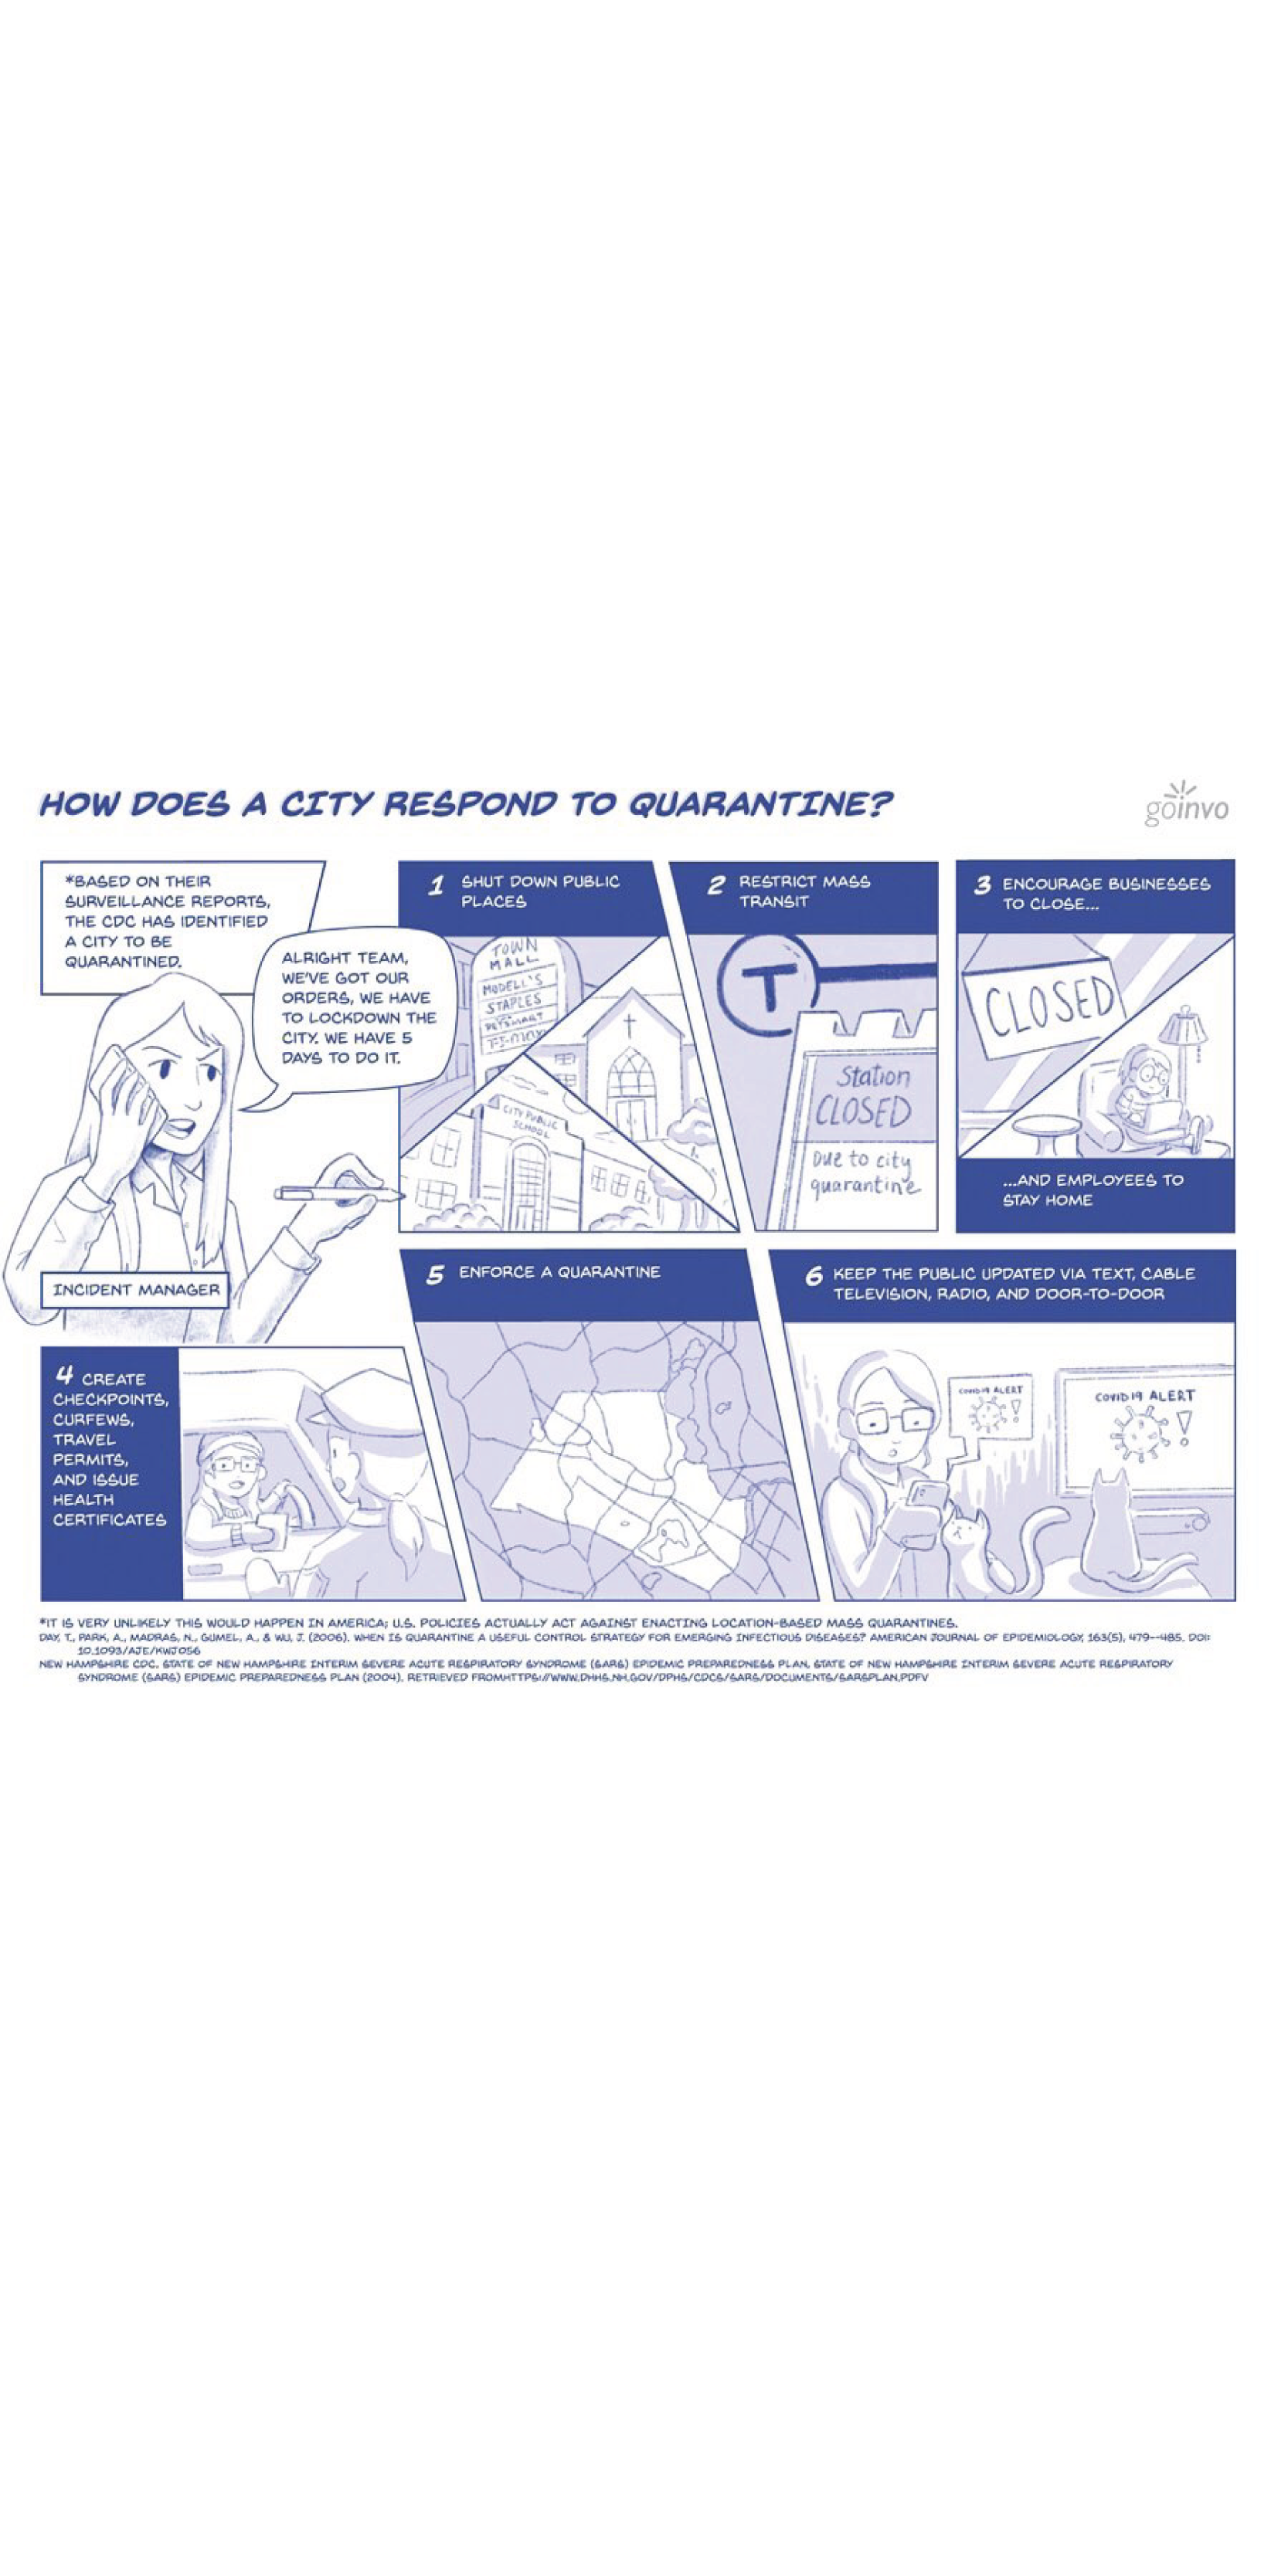 HOW DOES A CITY RESPOND TO QUARANTINE?
goinvo
*BASED ON THEIR
SURVEILLANCE REPORTS,
THE CDC HAS IDENTIFIED
A CITY TO BE
QUARANTINED.
ALRIGHT TEAM,
WE'VE GOT OUR
ORDERS, WE HAVE
TO LOCKDOWN THE
CITY. WE HAVE 5
DAYS TO DO IT.
INCIDENT MANAGER
1 SHUT DOWN PUBLIC
PLACES
TOWN
MALL
MODELL'S
STAPLES
PETSMART
TJ-MAXX
CITY PUBLIC
SCHOOL
2 RESTRICT MASS
TRANSIT
T
Station
CLOSED
Due to city
quarantine
3 ENCOURAGE BUSINESSES
TO CLOSE...
CLOSED
...AND EMPLOYEES TO
STAY HOME
4 CREATE
CHECKPOINTS,
CURFEWS,
TRAVEL
PERMITS,
AND ISSUE
HEALTH
CERTIFICATES
5 ENFORCE A QUARANTINE
6 KEEP THE PUBLIC UPDATED VIA TEXT, CABLE
TELEVISION, RADIO, AND DOOR-TO-DOOR
COVID19 ALERT
!
COVID19 ALERT
!
*IT IS VERY UNLIKELY THIS WOULD HAPPEN IN AMERICA; U.S. POLICIES ACTUALLY ACT AGAINST ENACTING LOCATION-BASED MASS QUARANTINES.
DAY, T., PARK, A., MADRAS, N., GUMEL, A., & WU, J. (2006). WHEN IS QUARANTINE A USEFUL CONTROL STRATEGY FOR EMERGING INFECTIOUS DISEASES? AMERICAN JOURNAL OF EPIDEMIOLOGY, 163(5), 479--485. DOI:
10.1093/AJE/KWJ056
NEW HAMPSHIRE CDC, STATE OF NEW HAMPSHIRE INTERIM SEVERE ACUTE RESPIRATORY SYNDROME (SARS) EPIDEMIC PREPAREDNESS PLAN, STATE OF NEW HAMPSHIRE INTERIM SEVERE ACUTE RESPIRATORY
SYNDROME (SARS) EPIDEMIC PREPAREDNESS PLAN (2004). RETRIEVED FROMHTTPS://WWW.DHHS.NH.GOV/DPHS/CDCS/SARS/DOCUMENTS/SARSPLAN.PDFV